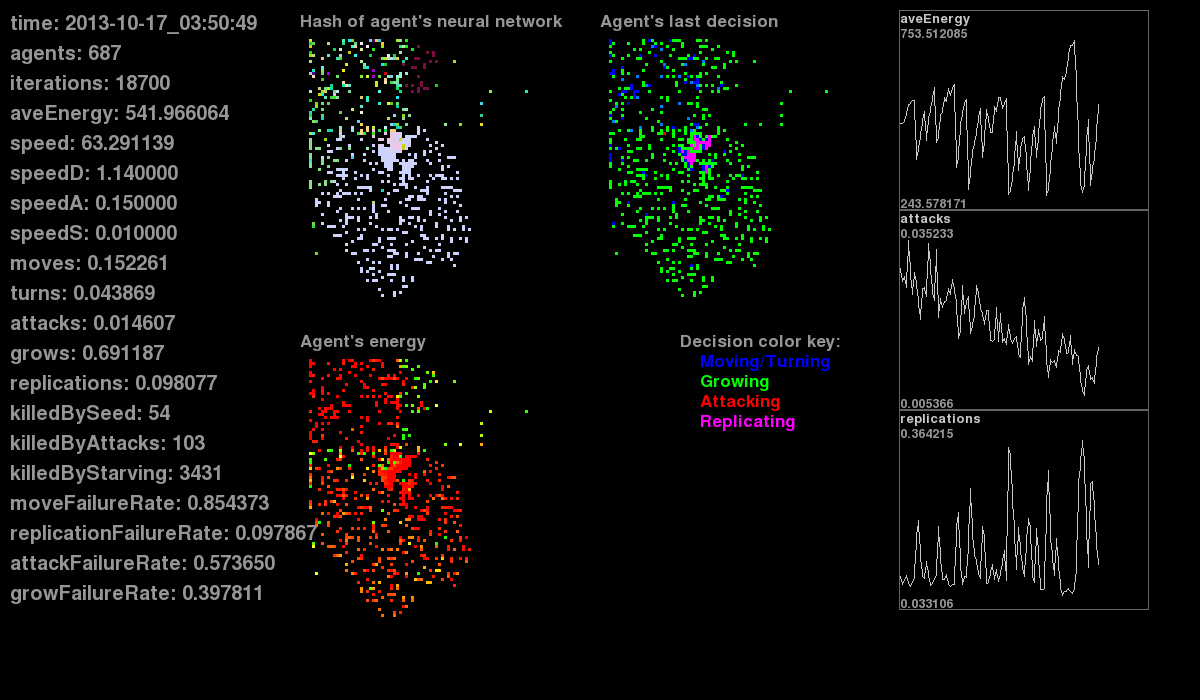 time: 2013-10-17_03:50:49
agents: 687
iterations: 18700
aveEnergy: 541.966064
speed: 63.291139
speedD: 1.140000
speedA: 0.150000
speedS: 0.010000
moves: 0.152261
turns: 0.043869
attacks: 0.014607
grows: 0.691187
replications: 0.098077
killedBySeed: 54
killedByAttacks: 103
killedByStarving: 3431
moveFailureRate: 0.854373
replicationFailureRate: 0.097867
attackFailureRate: 0.573650
growFailureRate: 0.397811
Hash of agent's neural network
Agent's last decision
Agent's energy
Decision color key:
Moving/Turning
Growing
Attacking
Replicating
aveEnergy
753.512085
243.578171
attacks
0.035233
0.005366
replications
0.364215
0.033106